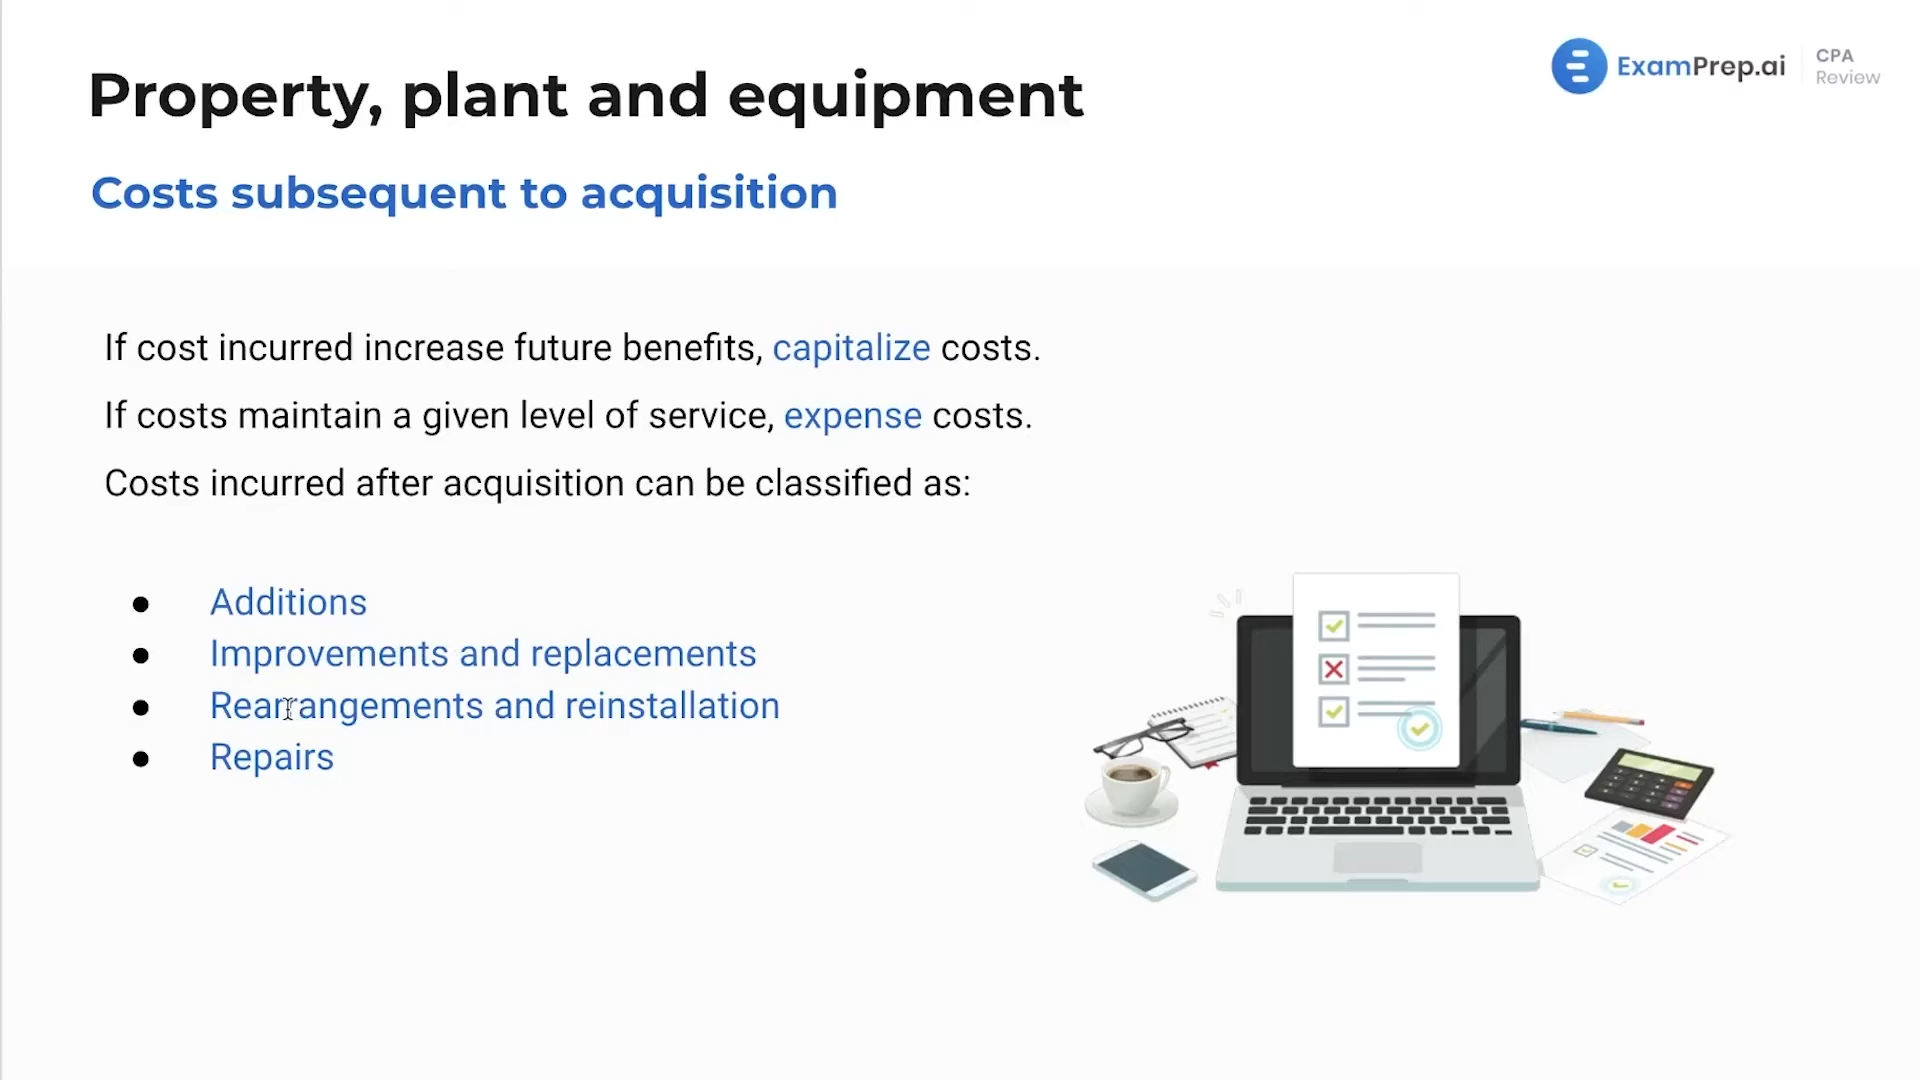 Property, plant and equipment
ExamPrep.ai
CPA
Review
Costs subsequent to acquisition
If cost incurred increase future benefits, capitalize costs.
If costs maintain a given level of service, expense costs.
Costs incurred after acquisition can be classified as:
● Additions
● Improvements and replacements
● Rearrangements and reinstallation
● Repairs